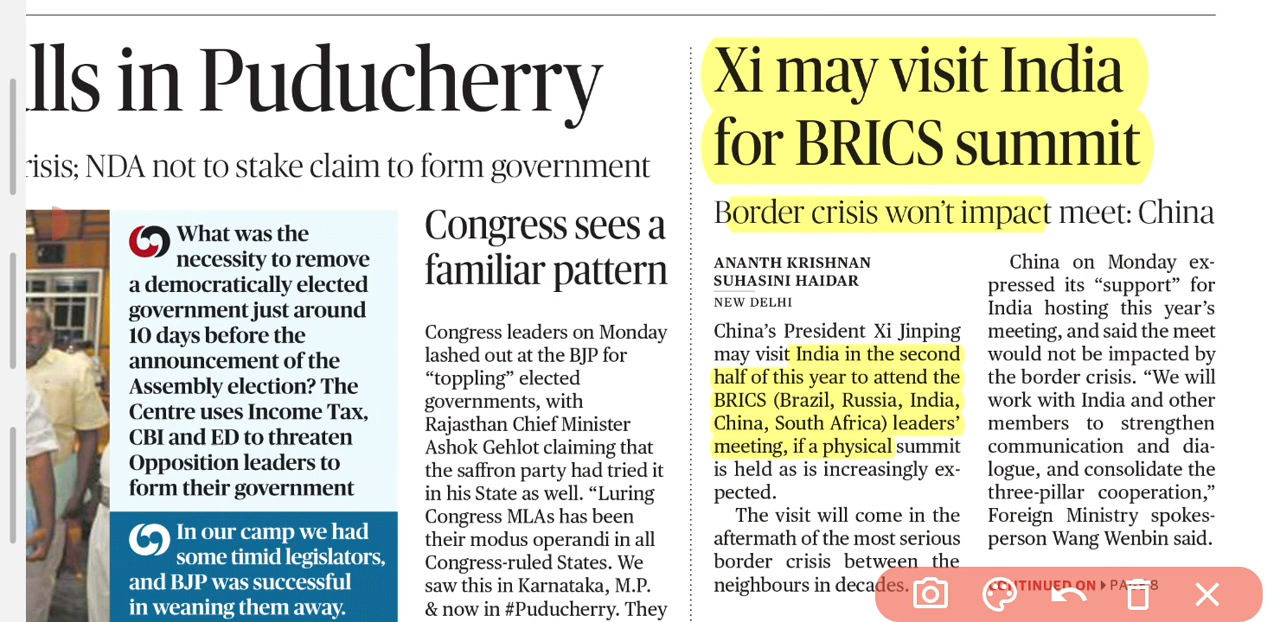 lls in Puducherry
risis; NDA not to stake claim to form government
What was the
necessity to remove
a democratically elected
government just around
10 days before the
announcement of the
Assembly election? The
Centre uses Income Tax,
CBI and ED to threaten
Opposition leaders to
form their government
In our camp we had
some timid legislators,
and BJP was successful
in weaning them away.
Congress sees a
familiar pattern
Congress leaders on Monday
lashed out at the BJP for
“toppling” elected
governments, with
Rajasthan Chief Minister
Ashok Gehlot claiming that
the saffron party had tried it
in his State as well. “Luring
Congress MLAs has been
their modus operandi in all
Congress-ruled States. We
saw this in Karnataka, M.P.
& now in #Puducherry. They
Xi may visit India
for BRICS summit
Border crisis won’t impact meet: China
ANANTH KRISHNAN
SUHASINI HAIDAR
NEW DELHI
China’s President Xi Jinping
may visit India in the second
half of this year to attend the
BRICS (Brazil, Russia, India,
China, South Africa) leaders’
meeting, if a physical summit
is held as is increasingly ex-
pected.
The visit will come in the
aftermath of the most serious
border crisis between the
neighbours in decades.
China on Monday ex-
pressed its “support” for
India hosting this year’s
meeting, and said the meet
would not be impacted by
the border crisis. “We will
work with India and other
members to strengthen
communication and dia-
logue, and consolidate the
three-pillar cooperation,”
Foreign Ministry spokes-
person Wang Wenbin said.
CONTINUED ON PAGE 8